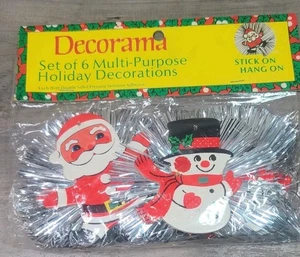 Decorama
Set of 6 Multi-Purpose
Holiday Decorations
STICK ON
HANG ON